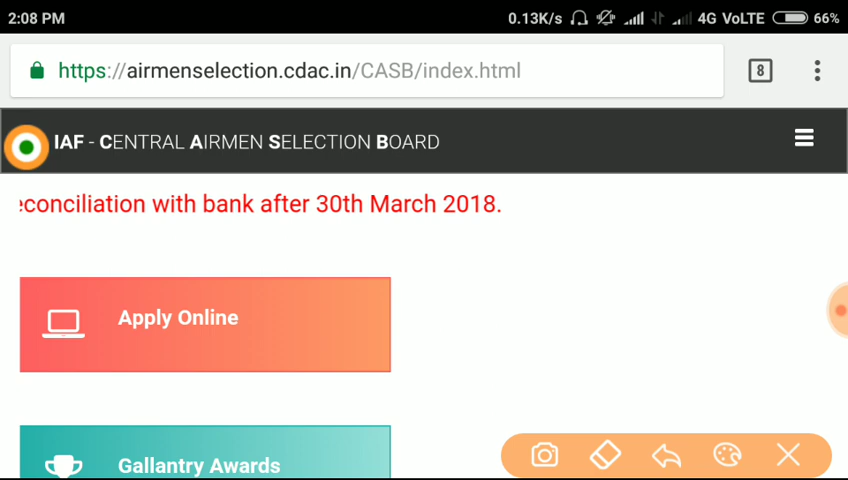 2:08 PM 0.13K/s 4G VoLTE 66%
https://airmenselection.cdac.in/CASB/index.html 8
IAF - CENTRAL AIRMEN SELECTION BOARD
econciliation with bank after 30th March 2018.
Apply Online
Gallantry Awards